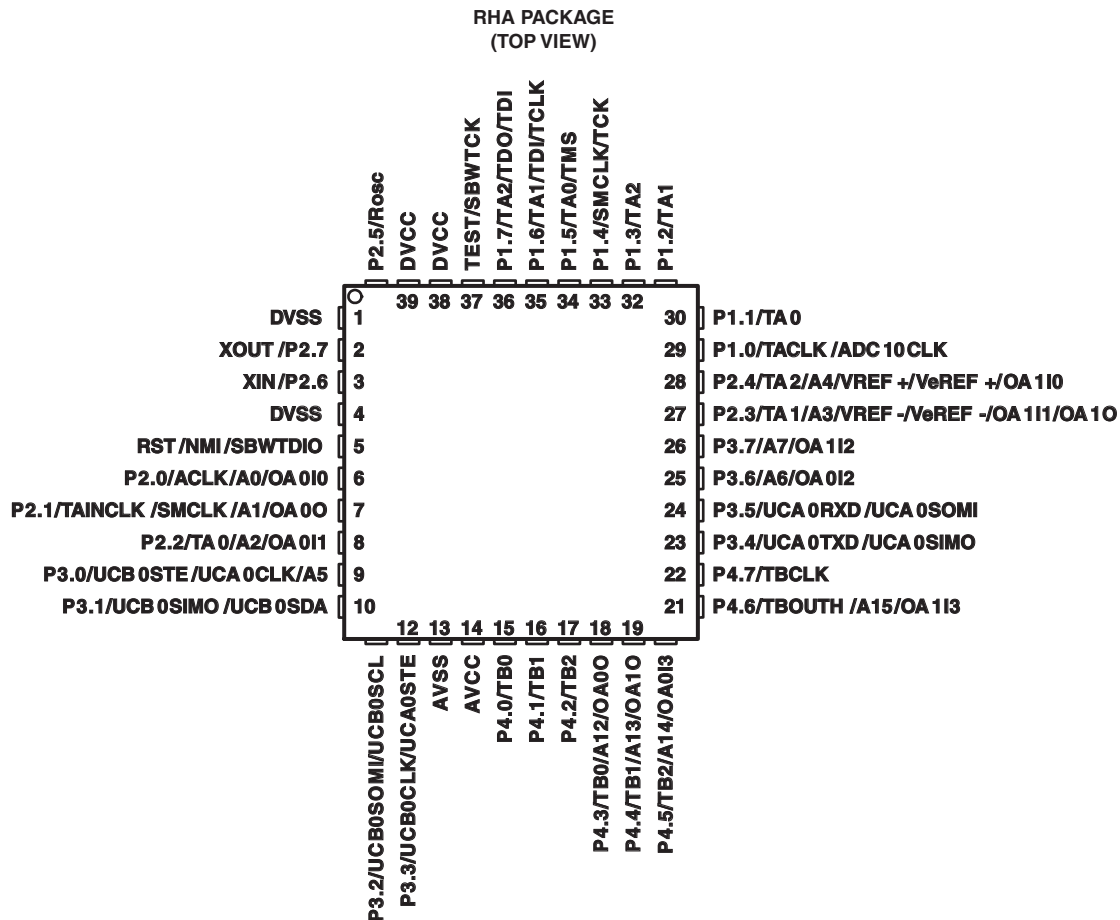 RHA PACKAGE
(TOP VIEW)
P2.5/Rosc
DVCC
DVCC
TEST/SBWTCK
P1.7/TA2/TDO/TDI
P1.6/TA1/TDI/TCLK
P1.5/TA0/TMS
P1.4/SMCLK/TCK
P1.3/TA2
P1.2/TA1
39 38 37 36 35 34 33 32
DVSS 1
XOUT/P2.7 2
XIN/P2.6 3
DVSS 4
RST/NMI/SBWTDIO 5
P2.0/ACLK/A0/OA0I0 6
P2.1/TAINCLK/SMCLK/A1/OA0O 7
P2.2/TA0/A2/OA0I1 8
P3.0/UCB0STE/UCA0CLK/A5 9
P3.1/UCB0SIMO/UCB0SDA 10
30 P1.1/TA0
29 P1.0/TACLK/ADC10CLK
28 P2.4/TA2/A4/VREF+/VeREF+/OA1I0
27 P2.3/TA1/A3/VREF-/VeREF-/OA1I1/OA1O
26 P3.7/A7/OA1I2
25 P3.6/A6/OA0I2
24 P3.5/UCA0RXD/UCA0SOMI
23 P3.4/UCA0TXD/UCA0SIMO
22 P4.7/TBCLK
21 P4.6/TBOUTH/A15/OA1I3
12 13 14 15 16 17 18 19
P3.2/UCB0SOMI/UCB0SCL
P3.3/UCB0CLK/UCA0STE
AVSS
AVCC
P4.0/TB0
P4.1/TB1
P4.2/TB2
P4.3/TB0/A12/OA0O
P4.4/TB1/A13/OA1O
P4.5/TB2/A14/OA0I3